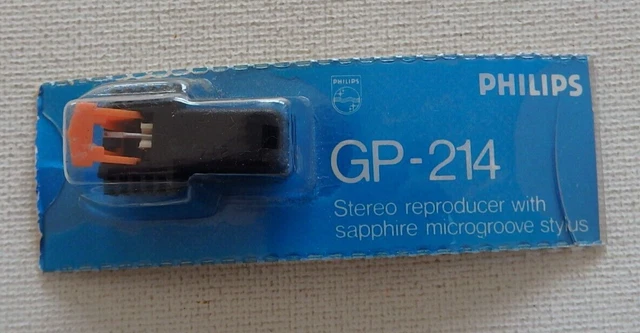 PHILIPS
PHILIPS
GP-214
Stereo reproducer with
sapphire microgroove stylus